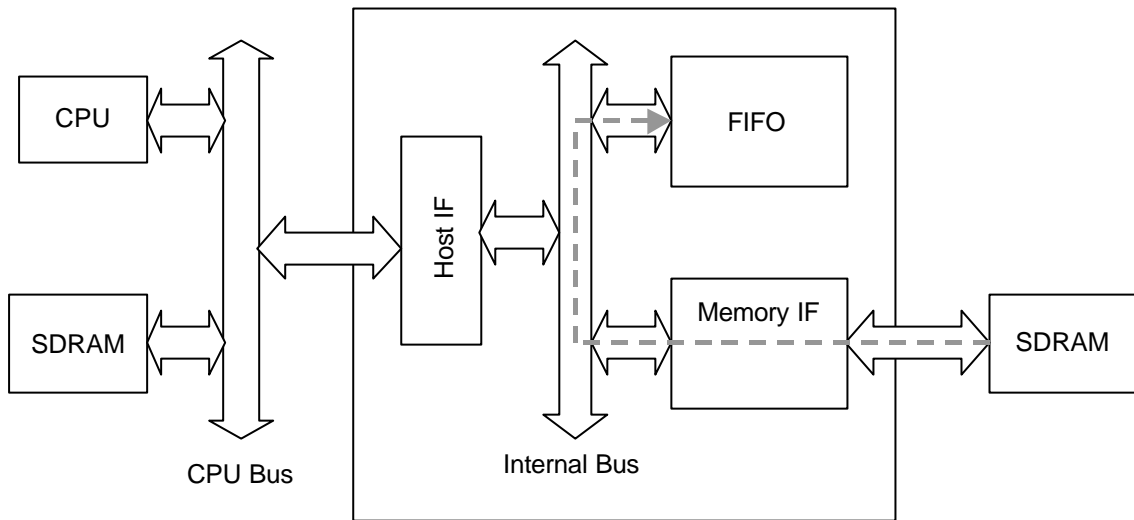 CPU
FIFO
Host IF
Memory IF
SDRAM
SDRAM
CPU Bus
Internal Bus